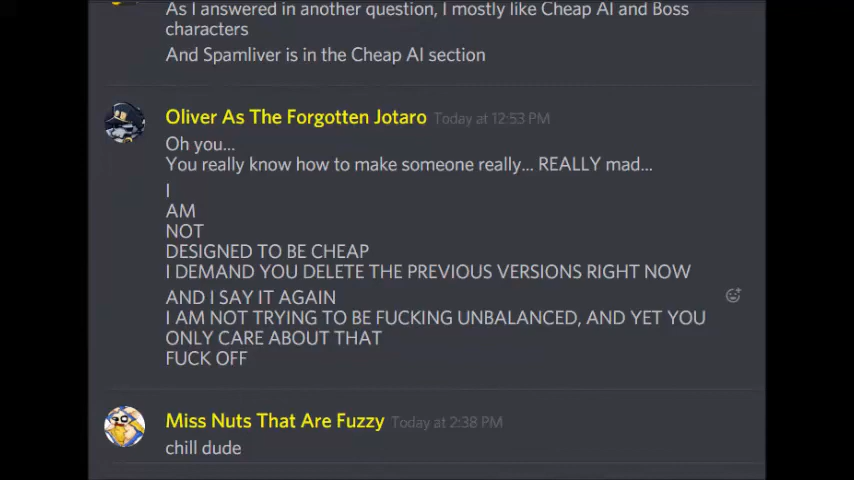 As I answered in another question, I mostly like Cheap AI and Boss
characters
And Spamliver is in the Cheap AI section
Oliver As The Forgotten Jotaro Today at 12:53 PM
Oh you...
You really know how to make someone really... REALLY mad...
I
AM
NOT
DESIGNED TO BE CHEAP
I DEMAND YOU DELETE THE PREVIOUS VERSIONS RIGHT NOW
AND I SAY IT AGAIN
I AM NOT TRYING TO BE FUCKING UNBALANCED, AND YET YOU
ONLY CARE ABOUT THAT
FUCK OFF
Miss Nuts That Are Fuzzy Today at 2:38 PM
chill dude